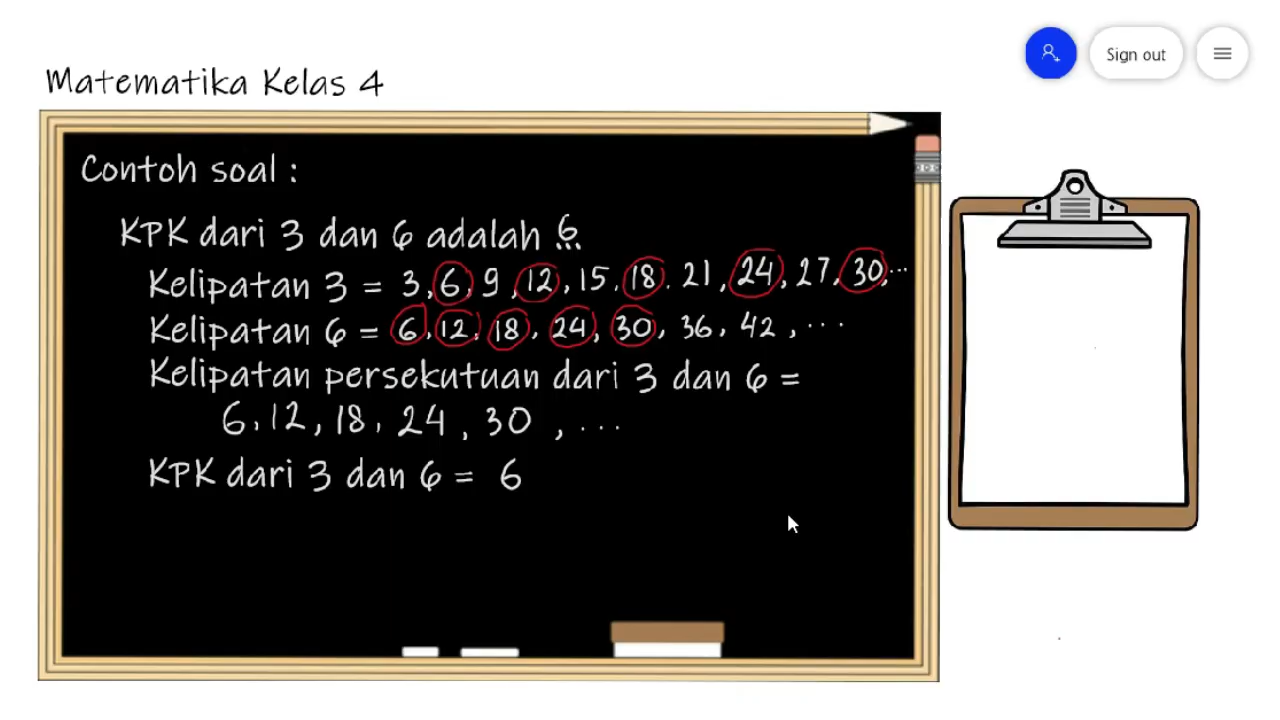 Sign out
Matematika Kelas 4
Contoh soal :
KPK dari 3 dan 6 adalah 6...
Kelipatan 3 = 3, 6, 9, 12, 15, 18, 21, 24, 27, 30, ...
Kelipatan 6 = 6, 12, 18, 24, 30, 36, 42, ...
Kelipatan persekutuan dari 3 dan 6 =
6, 12, 18, 24, 30, ...
KPK dari 3 dan 6 = 6